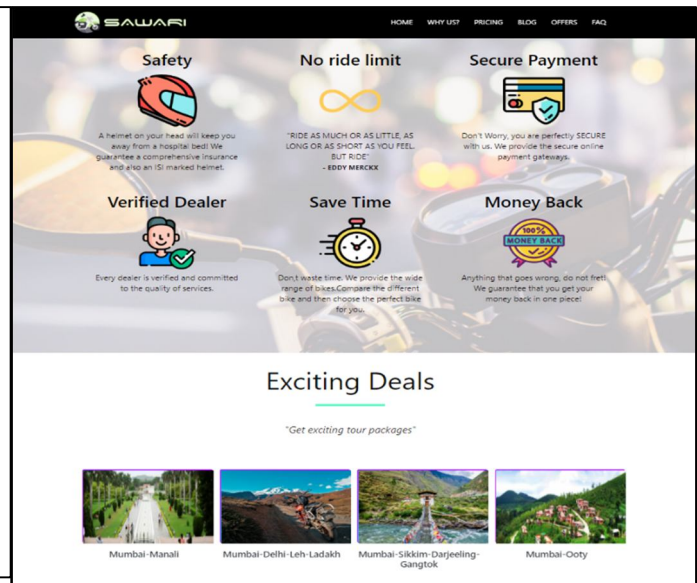 SAWARI
HOME WHY US? PRICING BLOG OFFERS FAQ
Safety
A helmet on your head will keep you
away from a hospital bed! We
guarantee a comprehensive insurance
and also an ISI marked helmet.
No ride limit
"RIDE AS MUCH OR AS LITTLE, AS
LONG OR AS SHORT AS YOU FEEL.
BUT RIDE"
- EDDY MERCKX
Secure Payment
Don't Worry, you are perfectly SECURE
with us. We provide the secure online
payment gateways.
Verified Dealer
Every dealer is verified and committed
to the quality of services.
Save Time
Don,t waste time. We provide the wide
range of bikes.Compare the different
bike and then choose the perfect bike
for you.
Money Back
100%
MONEY BACK
Anything that goes wrong, do not fret!
We guarantee that you get your
money back in one piece!
Exciting Deals
"Get exciting tour packages"
Mumbai-Manali
Mumbai-Delhi-Leh-Ladakh
Mumbai-Sikkim-Darjeeling-
Gangtok
Mumbai-Ooty